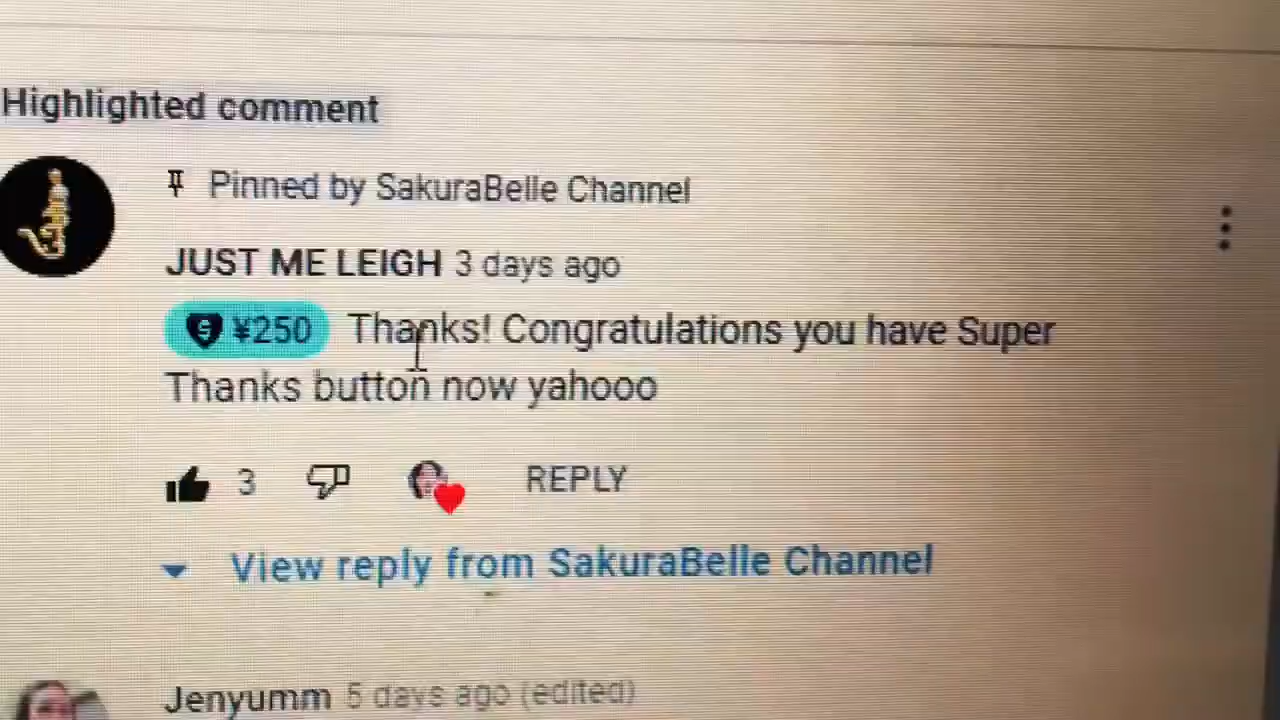 Highlighted comment
Pinned by SakuraBelle Channel
JUST ME LEIGH 3 days ago
¥250 Thanks! Congratulations you have Super
Thanks button now yahooo
3 REPLY
View reply from SakuraBelle Channel
Jenyumm 5 days ago (edited)